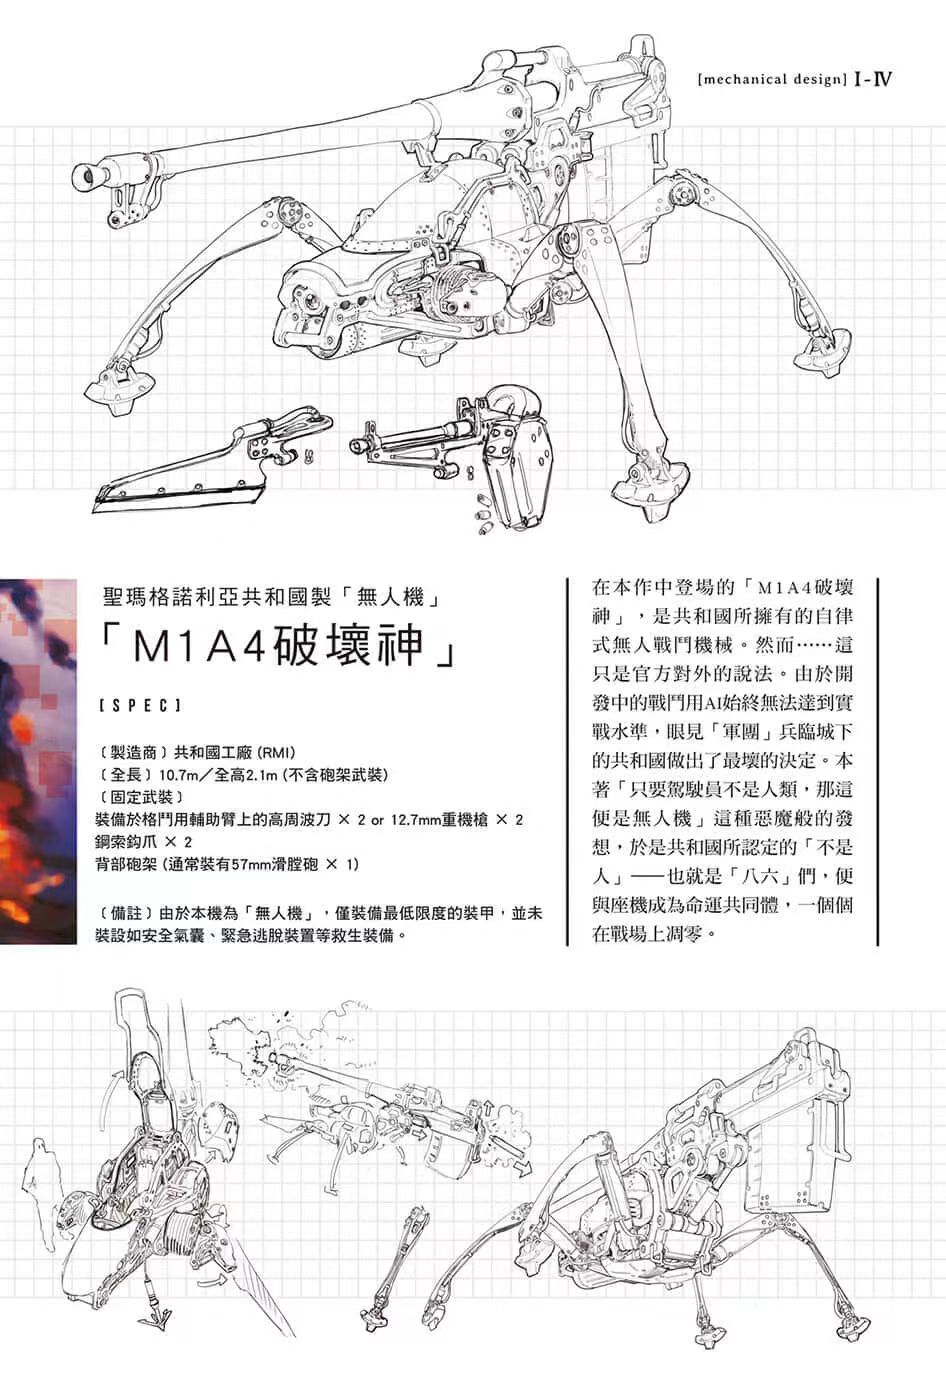 [mechanical design] I-IV
聖瑪格諾利亞共和國製「無人機」
「M1A4破壞神」
[SPEC]
〔製造商〕共和國工廠 (RMI)
〔全長〕10.7m／全高2.1m (不含砲架武裝)
〔固定武裝〕
裝備於格鬥用輔助臂上的高周波刀 × 2 or 12.7mm重機槍 × 2
鋼索鈎爪 × 2
背部砲架 (通常裝有57mm滑膛砲 × 1)
〔備註〕由於本機為「無人機」，僅裝備最低限度的裝甲，並未
裝設如安全氣囊、緊急逃脫裝置等救生裝備。
在本作中登場的「M1A4破壞
神」，是共和國所擁有的自律
式無人戰鬥機械。然而……這
只是官方對外的說法。由於開
發中的戰鬥用AI始終無法達到實
戰水準，眼見「軍團」兵臨城下
的共和國做出了最壞的決定。本
著「只要駕駛員不是人類，那這
便是無人機」這種惡魔般的發
想，於是共和國所認定的「不是
人」——也就是「八六」們，便
與座機成為命運共同體，一個個
在戰場上凋零。